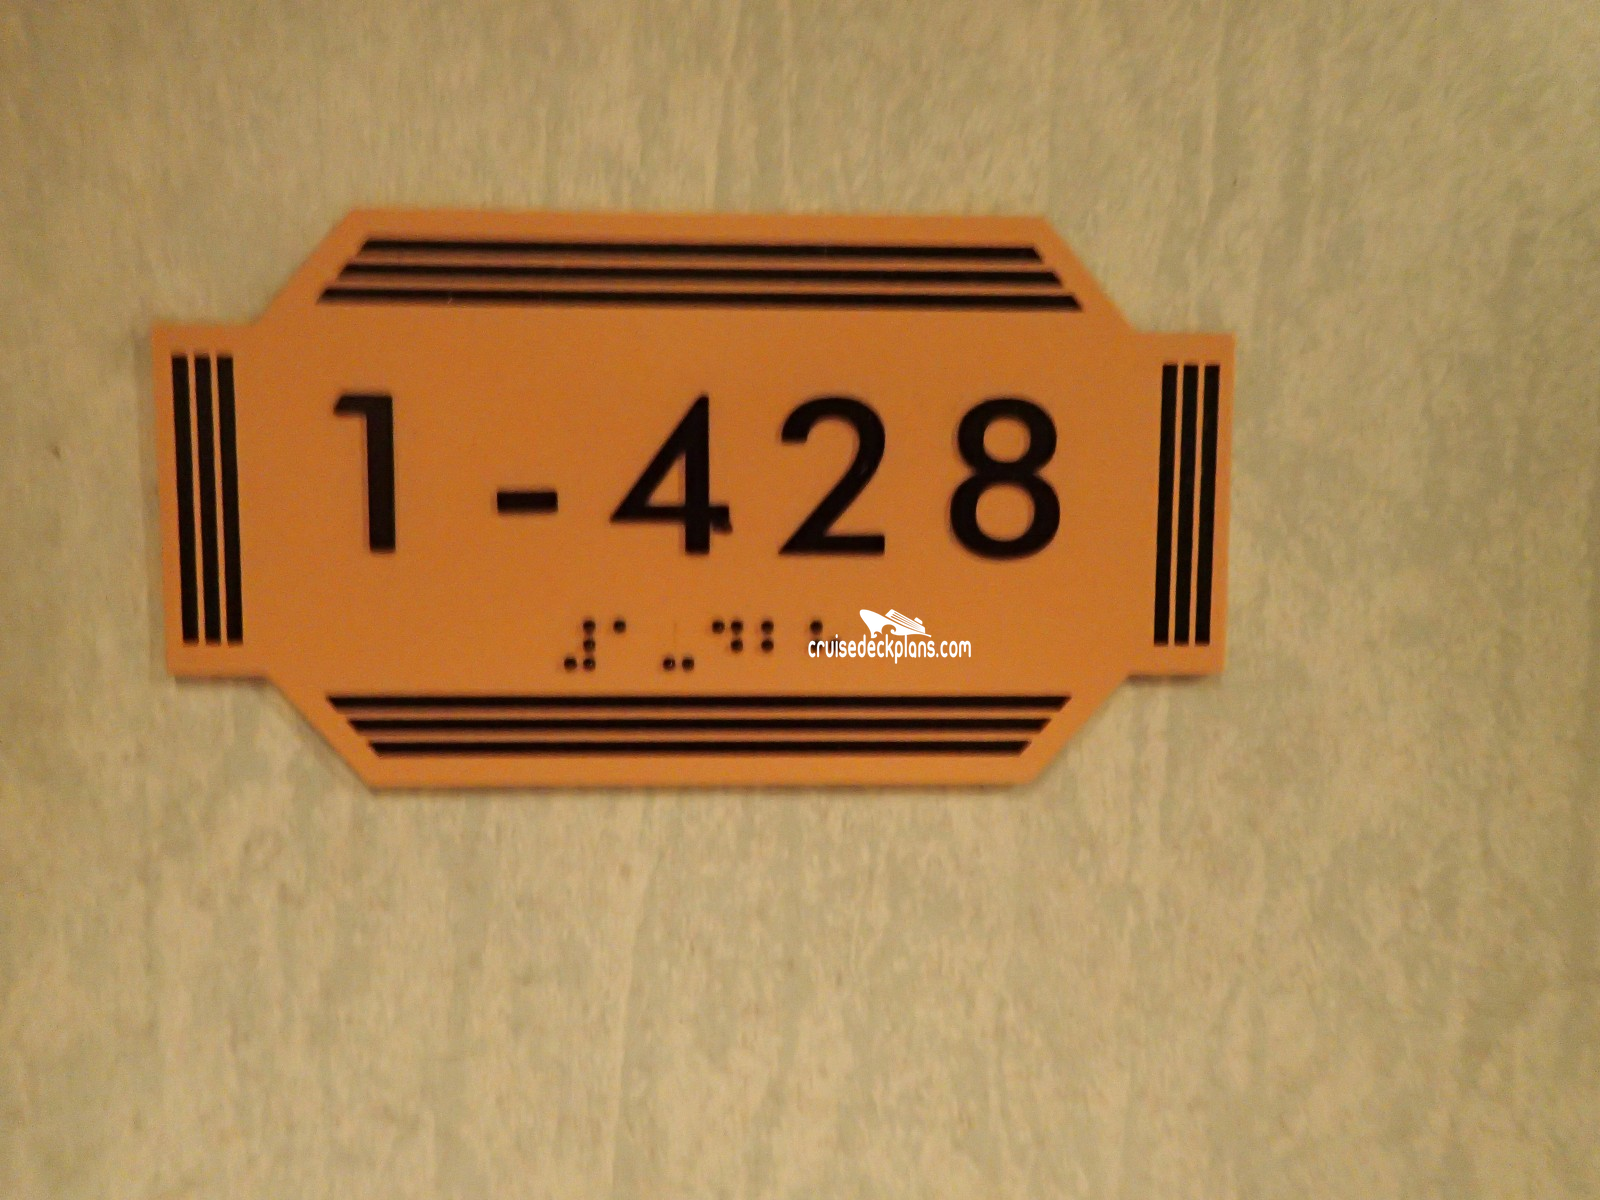 1-428
⠼⠁⠤⠙⠃⠓
cruisedeckplans.com